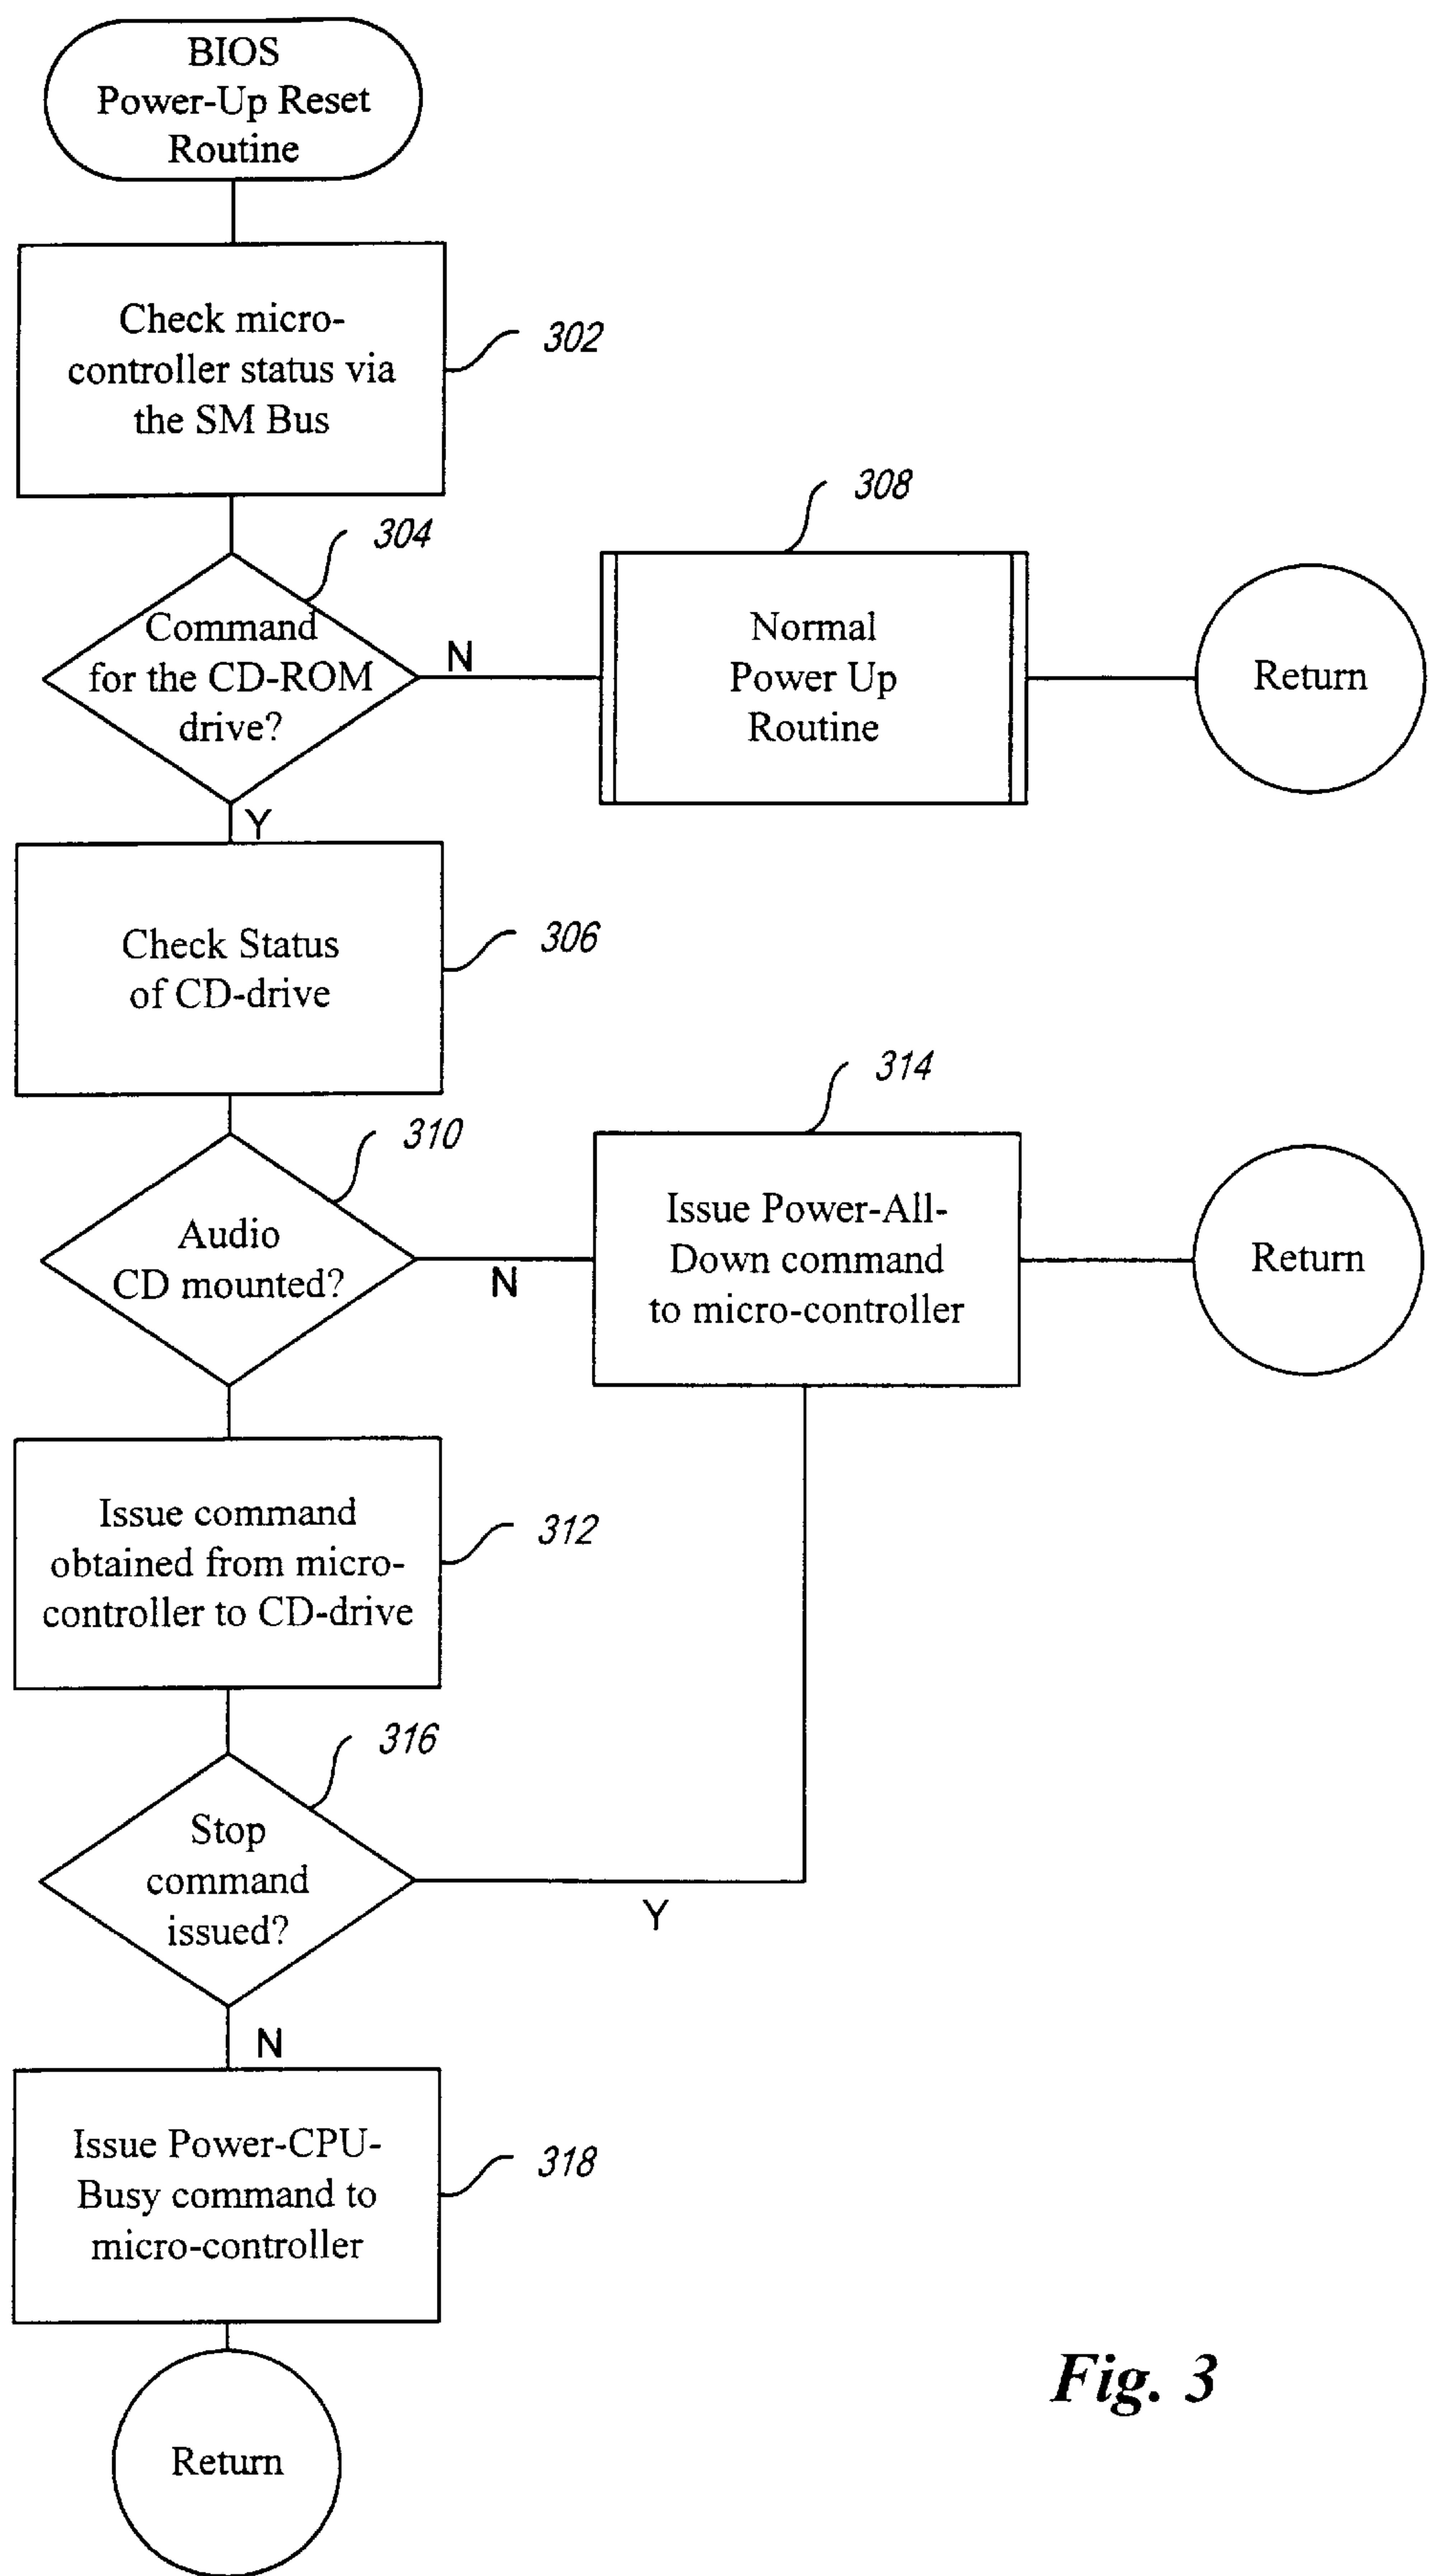 BIOS
Power-Up Reset
Routine
Check micro-
controller status via
the SM Bus
302
304
Command
for the CD-ROM
drive?
N
308
Normal
Power Up
Routine
Return
Y
Check Status
of CD-drive
306
310
Audio
CD mounted?
N
314
Issue Power-All-
Down command
to micro-controller
Return
Issue command
obtained from micro-
controller to CD-drive
312
316
Stop
command
issued?
Y
N
Issue Power-CPU-
Busy command to
micro-controller
318
Return
Fig. 3